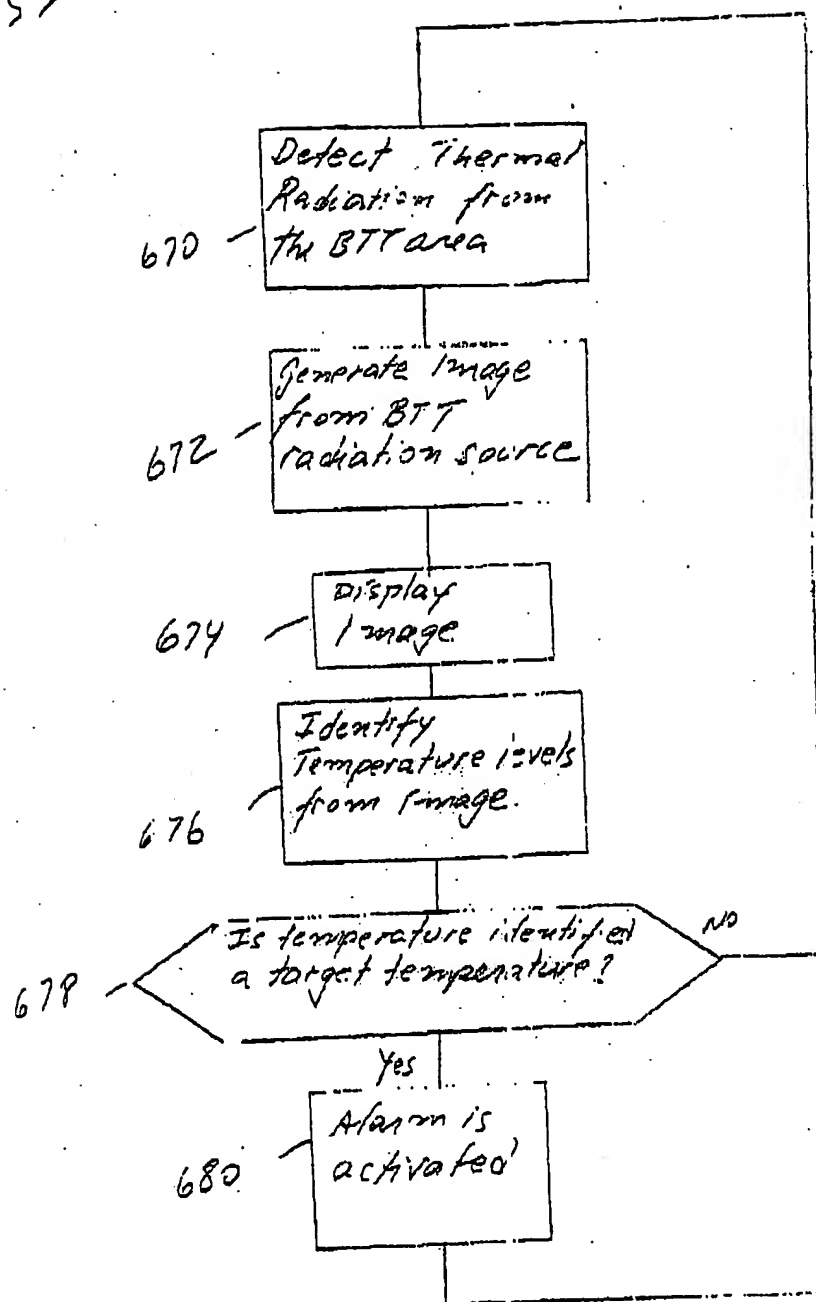 Detect Thermal
Radiation from
the BTT area
670
Generate Image
from BTT
radiation source
672
Display
Image
674
Identify
Temperature levels
from Image.
676
Is temperature identified
a target temperature?
678
NO
Yes
Alarm is
activated
680